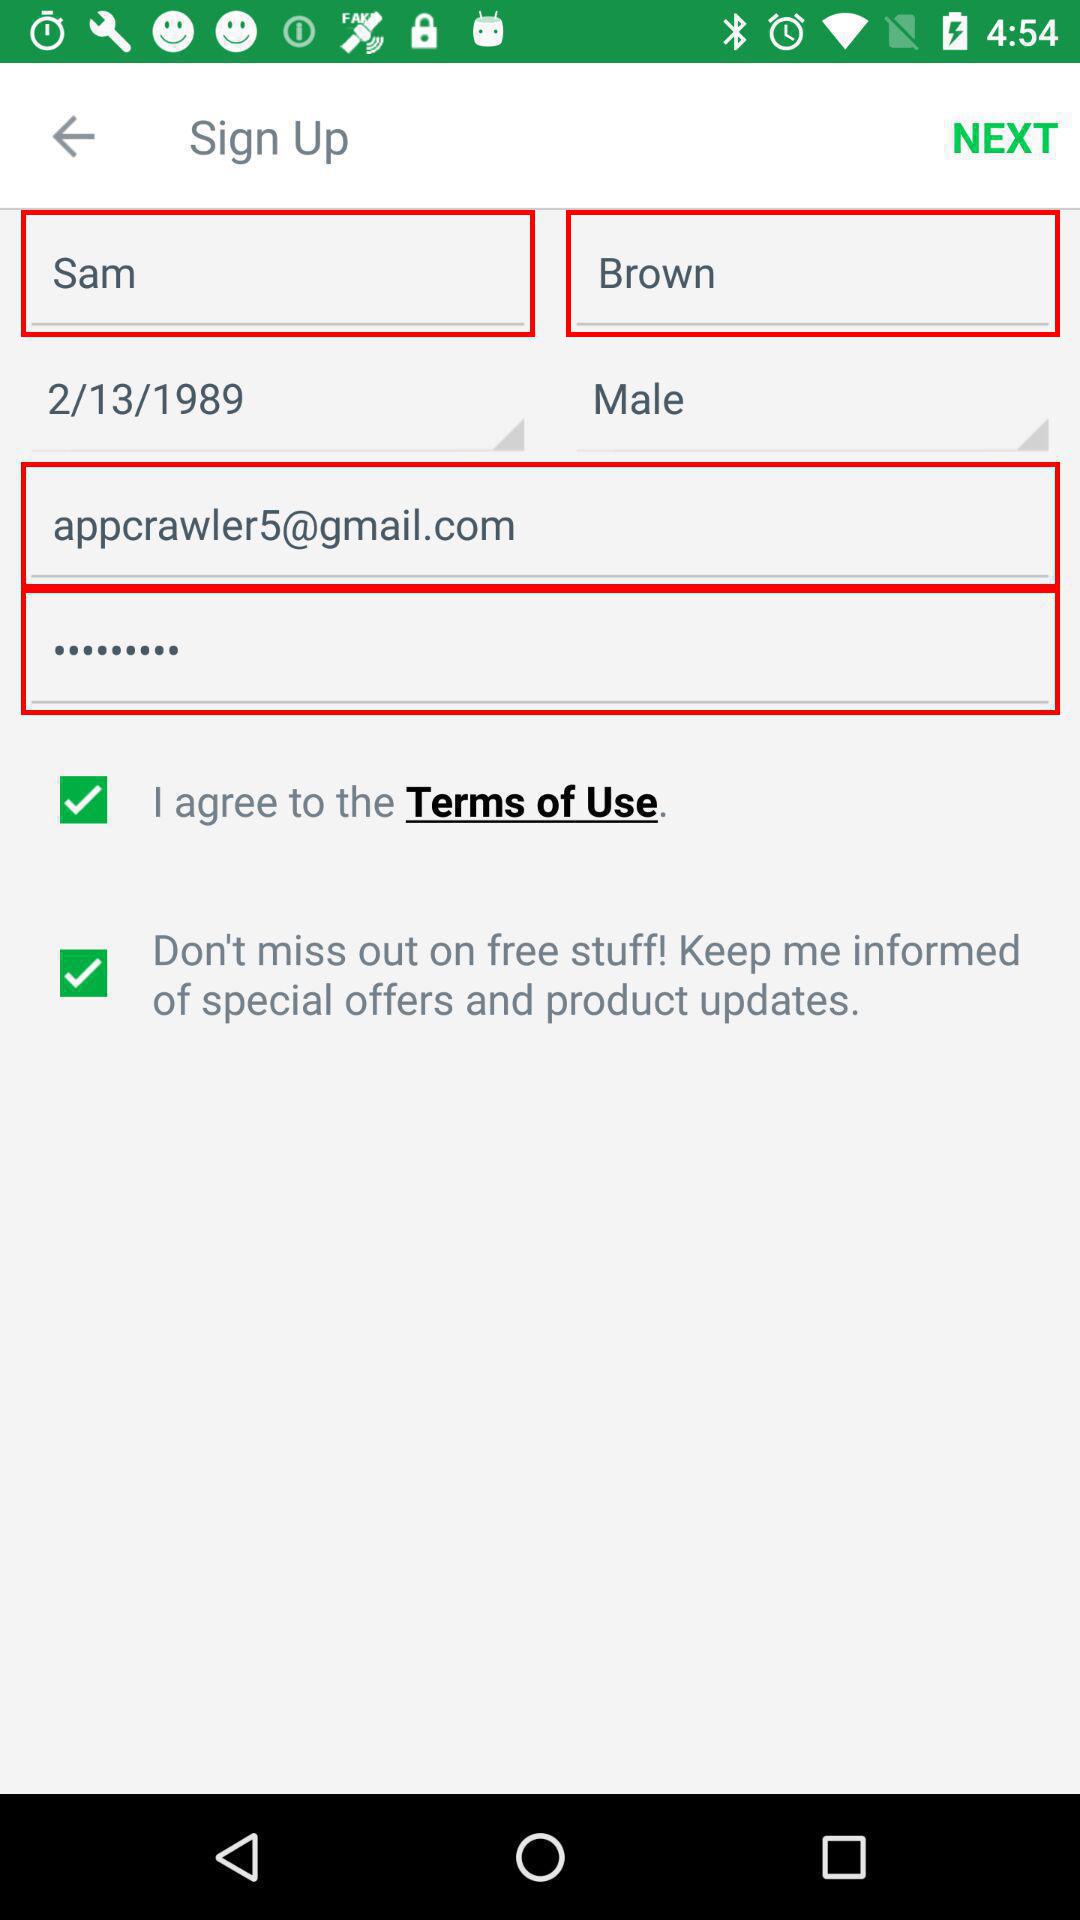 FAKE 4:54
Sign Up NEXT
Sam Brown
2/13/1989 Male
appcrawler5@gmail.com
•••••••••
I agree to the Terms of Use.
Don't miss out on free stuff! Keep me informed
of special offers and product updates.